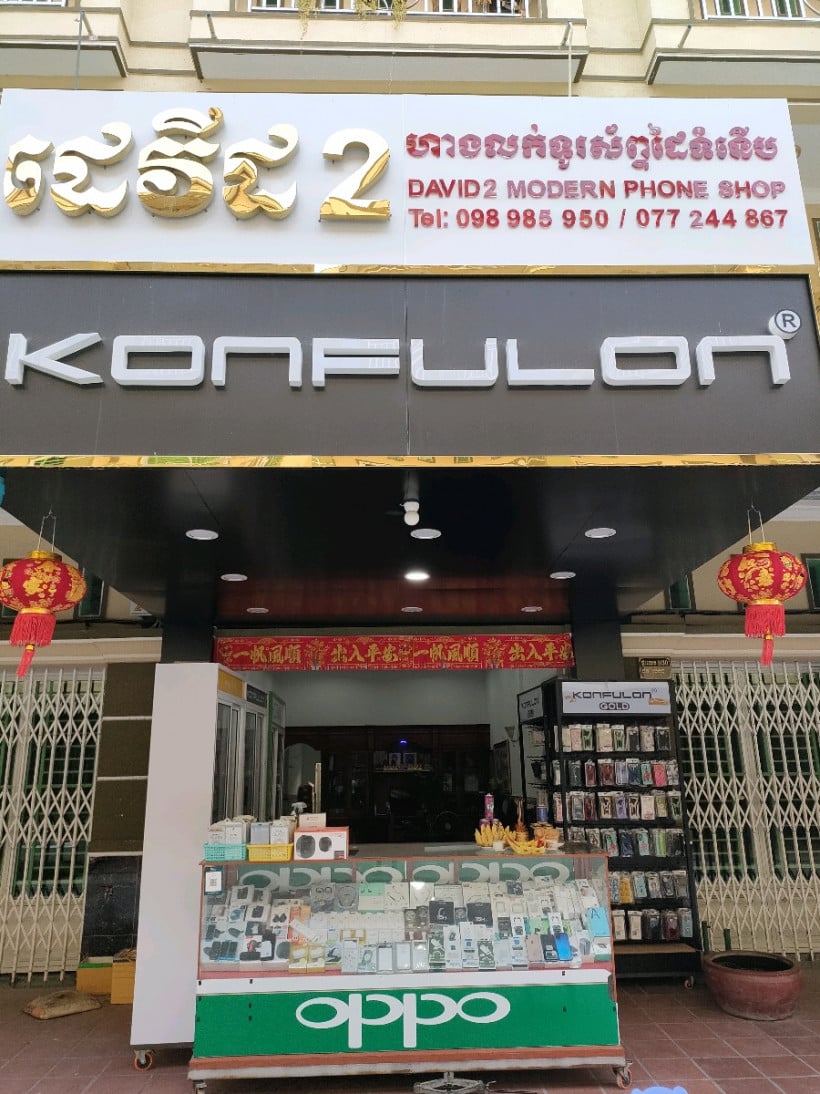 ដេវីដ 2
ហាងលក់ទូរស័ព្ទដៃទំនើប
DAVID2 MODERN PHONE SHOP
Tel: 098 985 950 / 077 244 867
KONFULON®
一帆風順 出入平安 一帆風順 出入平安
KONFULON
GOLD
oppo oppo
oppo